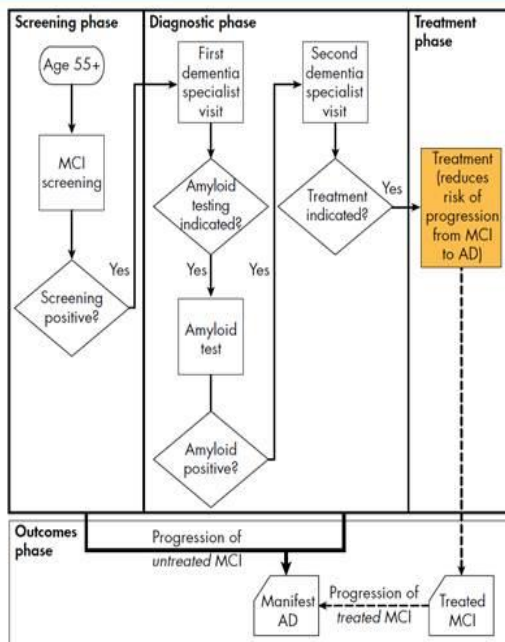 Screening phase
Age 55+
MCI
screening
Screening
positive?
Yes
Diagnostic phase
First
dementia
specialist
visit
Amyloid
testing
indicated?
Yes
Amyloid
test
Amyloid
positive?
Yes
Second
dementia
specialist
visit
Treatment
indicated?
Yes
Treatment
phase
Treatment
(reduces
risk of
progression
from MCI
to AD)
Outcomes
phase
Progression of
untreated MCI
Manifest
AD
Progression of
treated MCI
Treated
MCI